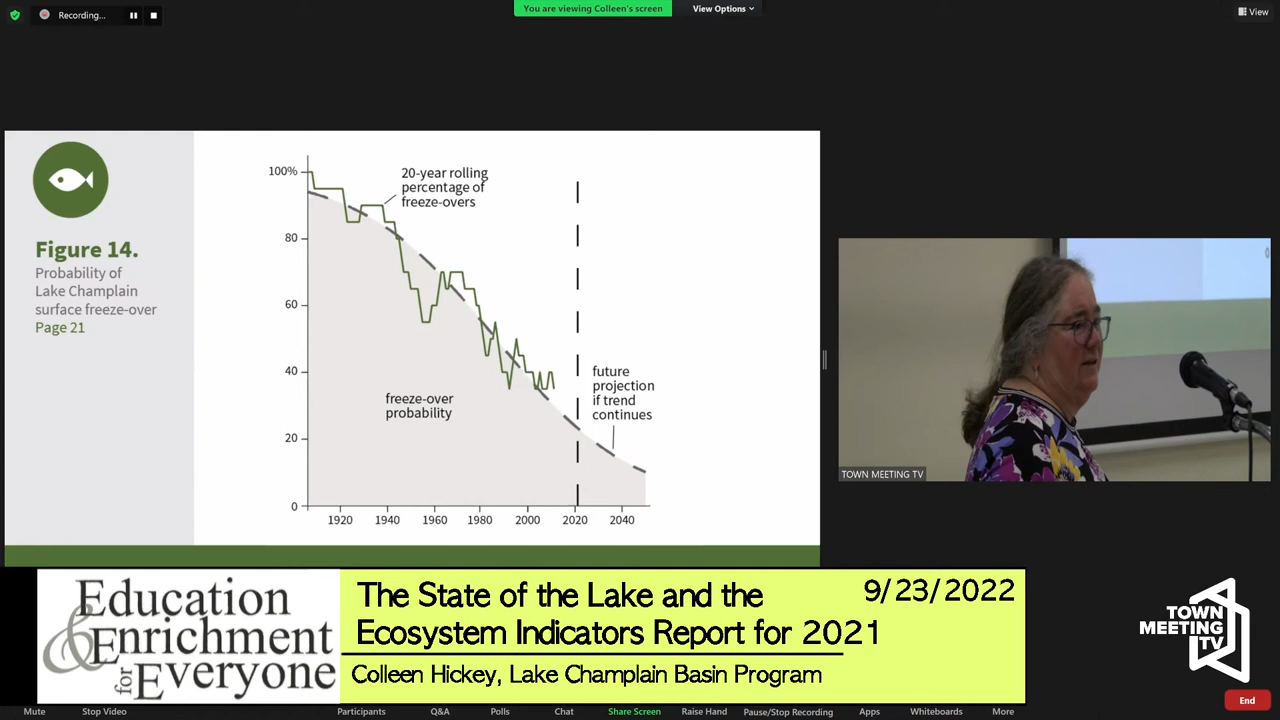 Recording...
You are viewing Colleen's screen
View Options
View
Figure 14.
Probability of
Lake Champlain
surface freeze-over
Page 21
100%
80
60
40
20
0
20-year rolling
percentage of
freeze-overs
freeze-over
probability
future
projection
if trend
continues
1920 1940 1960 1980 2000 2020 2040
TOWN MEETING TV
Education
& Enrichment
for Everyone
The State of the Lake and the
Ecosystem Indicators Report for 2021
9/23/2022
Colleen Hickey, Lake Champlain Basin Program
TOWN
MEETING
TV
End
Mute Stop Video Participants Q&A Polls Chat Share Screen Raise Hand Pause/Stop Recording Apps Whiteboards More